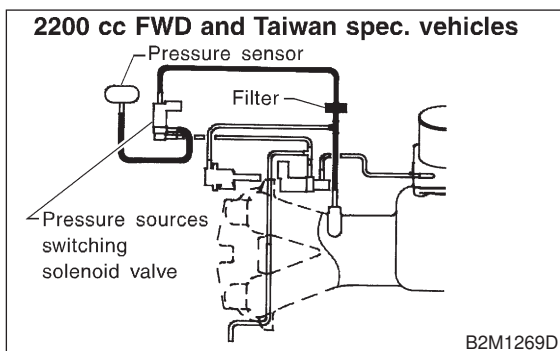 2200 cc FWD and Taiwan spec. vehicles
Pressure sensor
Filter
Pressure sources
switching
solenoid valve
B2M1269D